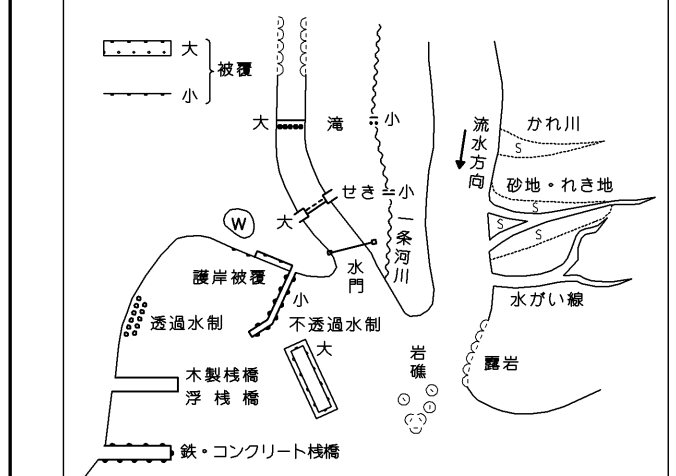 大
被覆
小
大
滝
小
流水方向
かれ川
S
砂地・れき地
S
せき
小
大
W
S
S
一条河川
水門
護岸被覆
小
水がい線
透過水制
不透過水制
大
岩礁
露岩
木製桟橋
浮桟橋
鉄・コンクリート桟橋